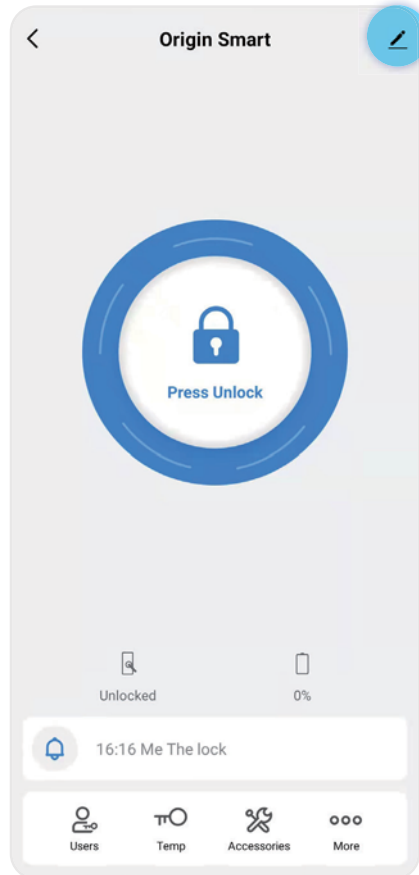 Origin Smart
Press Unlock
Unlocked
0%
16:16 Me The lock
Users
Temp
Accessories
More